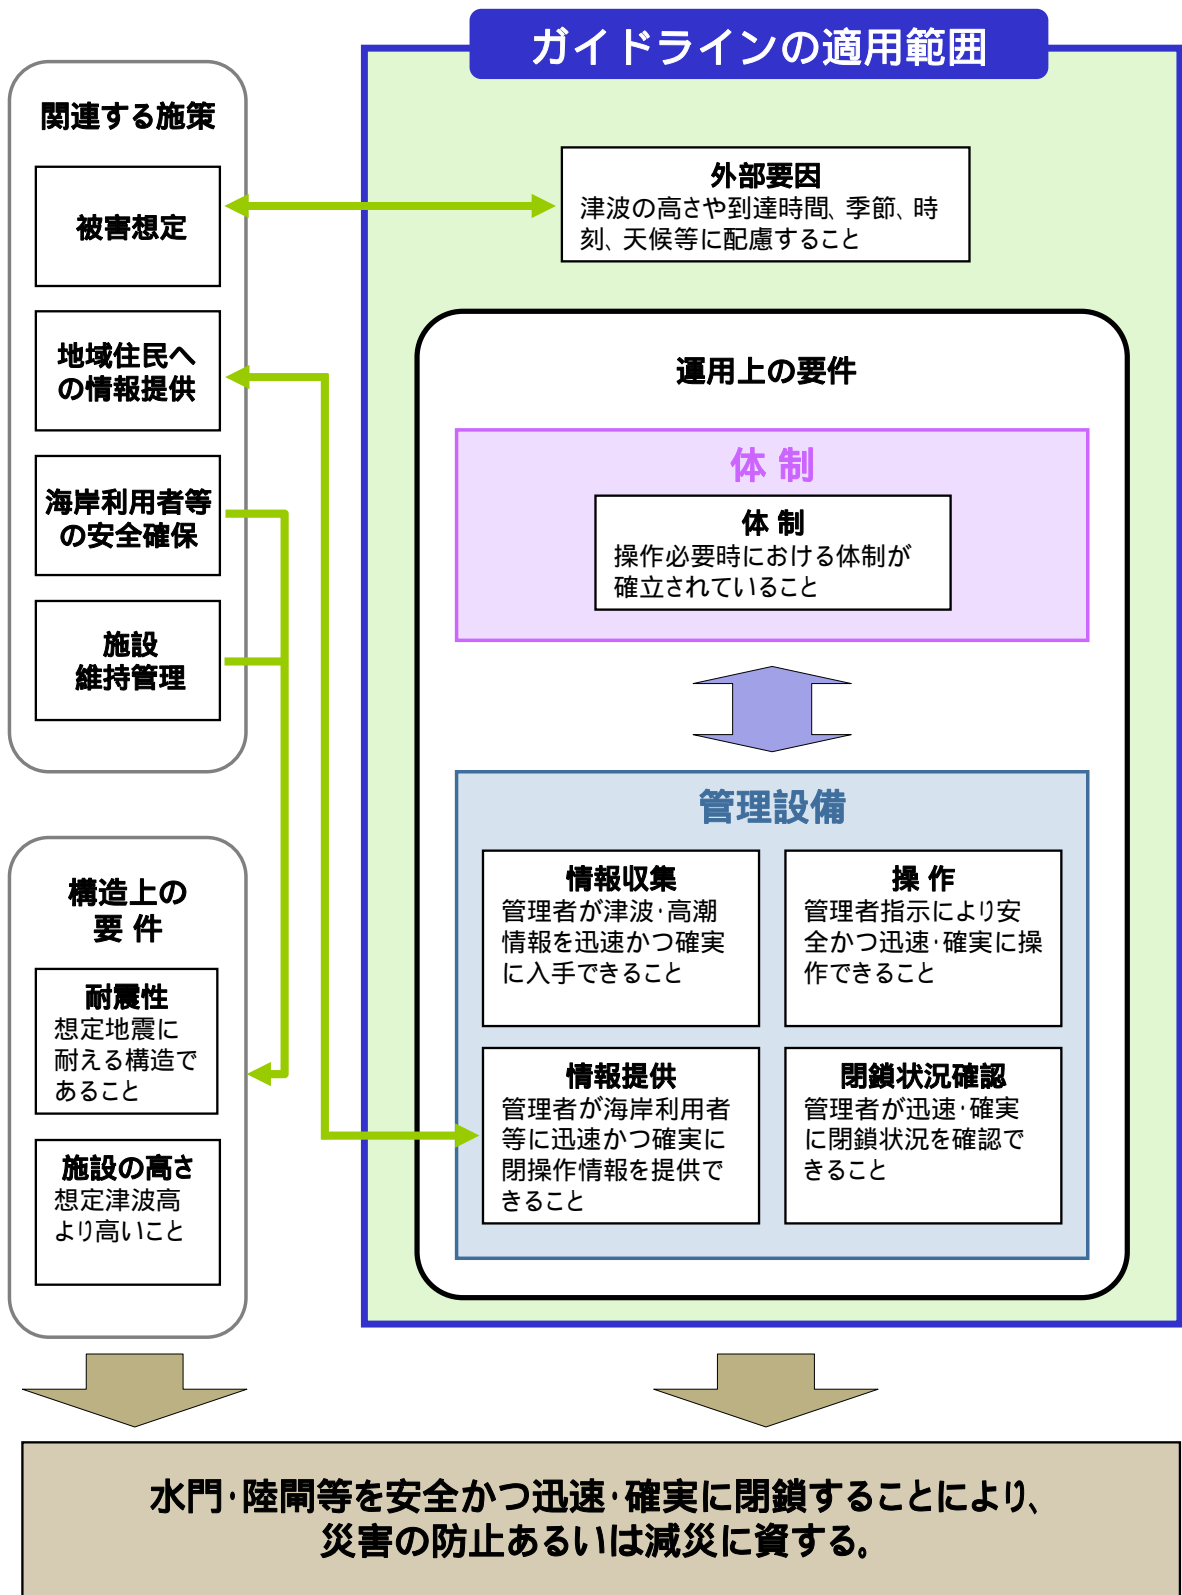 ガイドラインの適用範囲
関連する施策
被害想定
地域住民へ
の情報提供
海岸利用者等
の安全確保
施設
維持管理
構造上の
要 件
耐震性
想定地震に
耐える構造で
あること
施設の高さ
想定津波高
より高いこと
外部要因
津波の高さや到達時間、季節、時
刻、天候等に配慮すること
運用上の要件
体 制
体 制
操作必要時における体制が
確立されていること
管理設備
情報収集
管理者が津波・高潮
情報を迅速かつ確実
に入手できること
操 作
管理者指示により安
全かつ迅速・確実に操
作できること
情報提供
管理者が海岸利用者
等に迅速かつ確実に
閉操作情報を提供で
きること
閉鎖状況確認
管理者が迅速・確実
に閉鎖状況を確認で
きること
水門・陸閘等を安全かつ迅速・確実に閉鎖することにより、
災害の防止あるいは減災に資する。